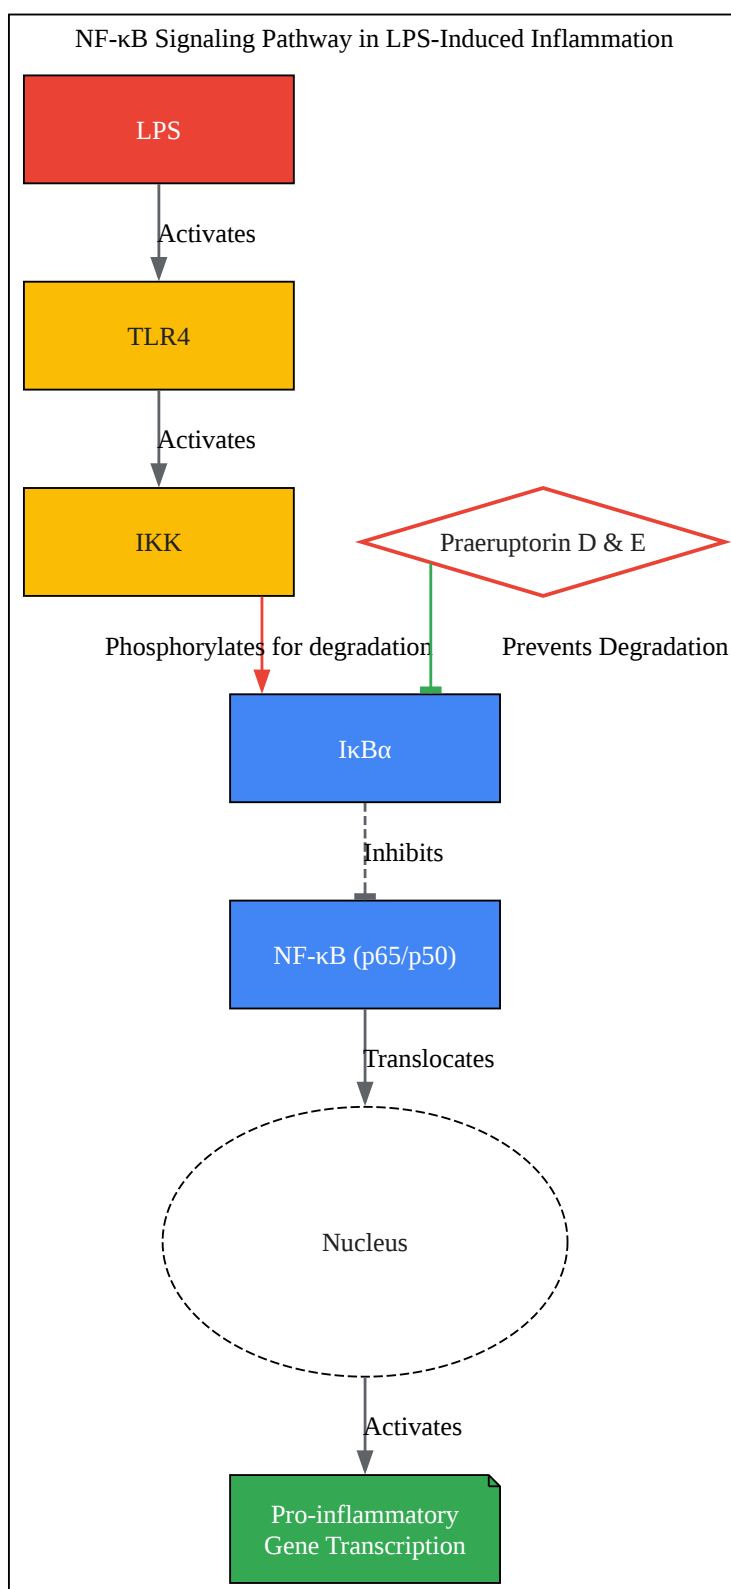 NF-κB Signaling Pathway in LPS-Induced Inflammation
LPS
Activates
TLR4
Activates
IKK
Praeruptorin D & E
Phosphorylates for degradation
Prevents Degradation
IκBα
Inhibits
NF-κB (p65/p50)
Translocates
Nucleus
Activates
Pro-inflammatory
Gene Transcription